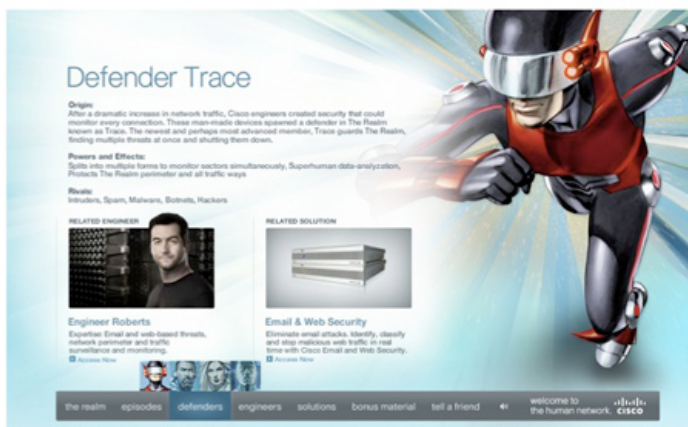 Defender Trace
Origin:
After a dramatic increase in network traffic, Cisco engineers created security that could
monitor every connection. These man-made devices spawned a defender in The Realm
known as Trace. The newest and perhaps most advanced member, Trace guards The Realm,
finding multiple threats at once and shutting them down.
Powers and Effects:
Splits into multiple forms to monitor sectors simultaneously, Superhuman data-analyzation,
Protects The Realm perimeter and all traffic ways
Rivals:
Intruders, Spam, Malware, Botnets, Hackers
RELATED ENGINEER
Engineer Roberts
Expertise: Email and web-based threats,
network perimeter and traffic
surveillance and monitoring.
Access Now
RELATED SOLUTION
Email & Web Security
Eliminate email attacks. Identify, classify
and stop malicious web traffic in real
time with Cisco Email and Web Security.
Access Now
the realm episodes defenders engineers solutions bonus material tell a friend
welcome to
the human network.
CISCO